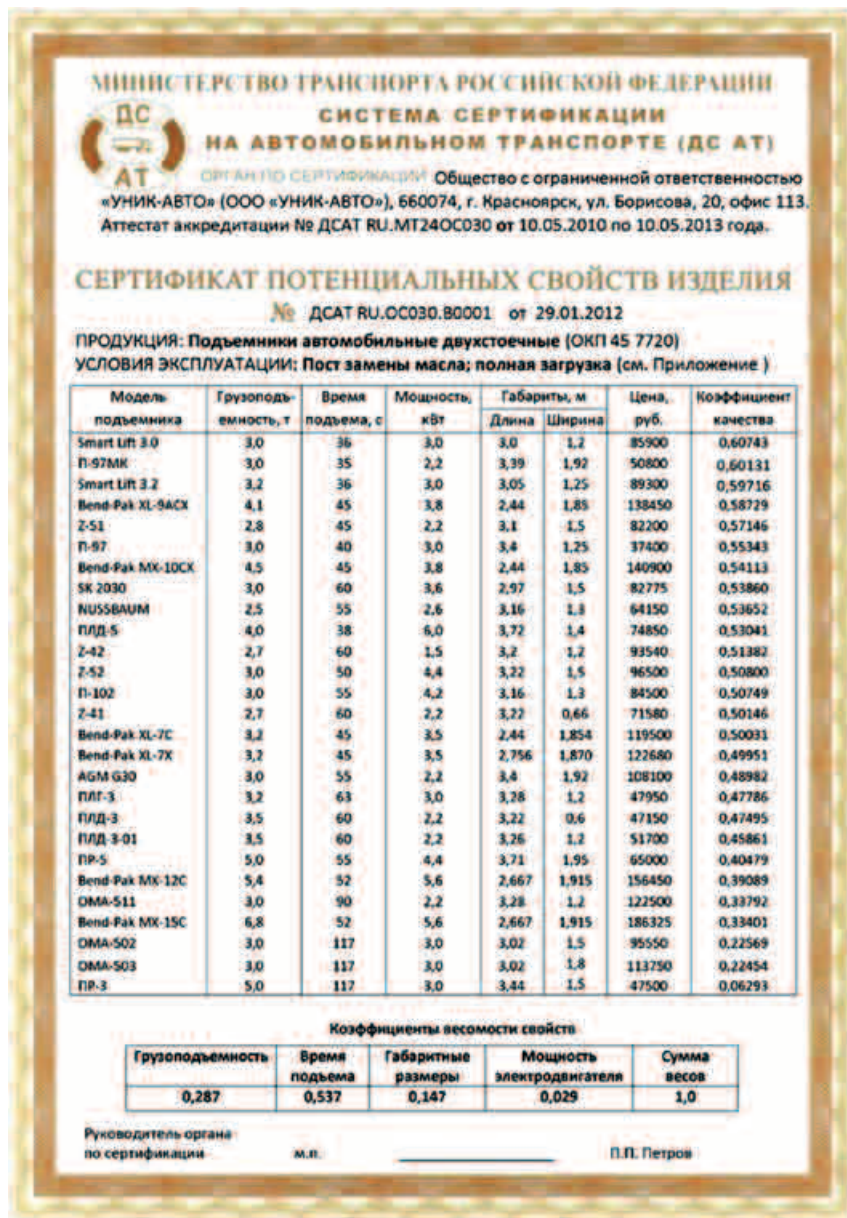 МИНИСТЕРСТВО ТРАНСПОРТА РОССИЙСКОЙ ФЕДЕРАЦИИ
ДС
АТ
СИСТЕМА СЕРТИФИКАЦИИ
НА АВТОМОБИЛЬНОМ ТРАНСПОРТЕ (ДС АТ)
ОРГАН ПО СЕРТИФИКАЦИИ Общество с ограниченной ответственностью
«УНИК-АВТО» (ООО «УНИК-АВТО»), 660074, г. Красноярск, ул. Борисова, 20, офис 113.
Аттестат аккредитации № ДСАТ RU.МТ24ОС030 от 10.05.2010 по 10.05.2013 года.
СЕРТИФИКАТ ПОТЕНЦИАЛЬНЫХ СВОЙСТВ ИЗДЕЛИЯ
№ ДСАТ RU.ОС030.В0001 от 29.01.2012
ПРОДУКЦИЯ: Подъемники автомобильные двухстоечные (ОКП 45 7720)
УСЛОВИЯ ЭКСПЛУАТАЦИИ: Пост замены масла; полная загрузка (см. Приложение )
Модель подъемника Грузоподъ-емность, т Время подъема, с Мощность, кВт Габариты, м Длина Ширина Цена, руб. Коэффициент качества
Smart Lift 3.0 3,0 36 3,0 3,0 1,2 85900 0,60743
П-97МК 3,0 35 2,2 3,39 1,92 50800 0,60131
Smart Lift 3.2 3,2 36 3,0 3,05 1,25 89300 0,59716
Bend-Pak XL-9ACX 4,1 45 3,8 2,44 1,85 138450 0,58729
Z-51 2,8 45 2,2 3,1 1,5 82200 0,57146
П-97 3,0 40 3,0 3,4 1,25 37400 0,55343
Bend-Pak MX-10CX 4,5 45 3,8 2,44 1,85 140900 0,54113
SK 2030 3,0 60 3,6 2,97 1,5 82775 0,53860
NUSSBAUM 2,5 55 2,6 3,16 1,3 64150 0,53652
ПЛД-5 4,0 38 6,0 3,72 1,4 74850 0,53041
Z-42 2,7 60 1,5 3,2 1,2 93540 0,51382
Z-52 3,0 50 4,4 3,22 1,5 96500 0,50800
П-102 3,0 55 4,2 3,16 1,3 84500 0,50749
Z-41 2,7 60 2,2 3,22 0,66 71580 0,50146
Bend-Pak XL-7C 3,2 45 3,5 2,44 1,854 119500 0,50031
Bend-Pak XL-7X 3,2 45 3,5 2,756 1,870 122680 0,49951
AGM G30 3,0 55 2,2 3,4 1,92 108100 0,48982
ПЛГ-3 3,2 63 3,0 3,28 1,2 47950 0,47786
ПЛД-3 3,5 60 2,2 3,22 0,6 47150 0,47495
ПЛД-3-01 3,5 60 2,2 3,26 1,2 51700 0,45861
ПР-5 5,0 55 4,4 3,71 1,95 65000 0,40479
Bend-Pak MX-12C 5,4 52 5,6 2,667 1,915 156450 0,39089
ОМА-511 3,0 90 2,2 3,28 1,2 122500 0,33792
Bend-Pak MX-15C 6,8 52 5,6 2,667 1,915 186325 0,33401
ОМА-502 3,0 117 3,0 3,02 1,5 95550 0,22569
ОМА-503 3,0 117 3,0 3,02 1,8 113750 0,22454
ПР-3 5,0 117 3,0 3,44 1,5 47500 0,06293
Коэффициенты весомости свойств
Грузоподъемность Время подъема Габаритные размеры Мощность электродвигателя Сумма весов
0,287 0,537 0,147 0,029 1,0
Руководитель органа
по сертификации м.п. П.П. Петров